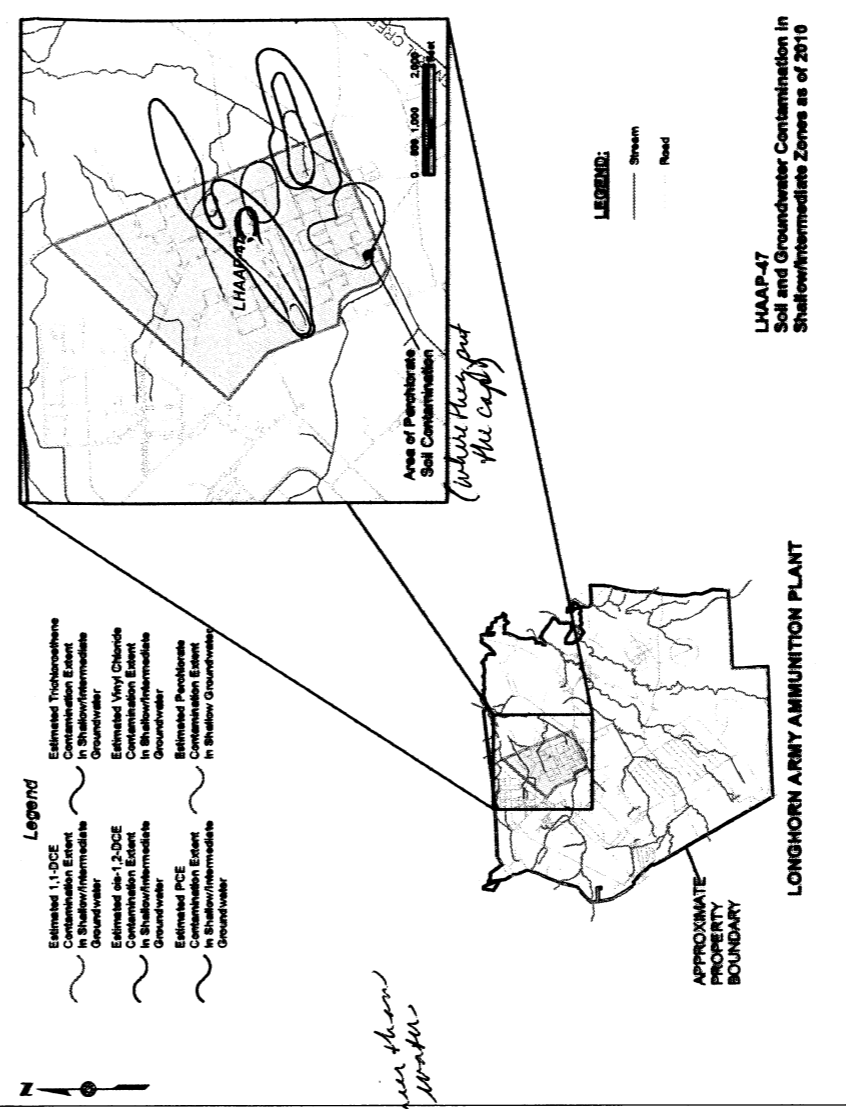 Legend
Estimated 1,1-DCE
Contamination Extent
In Shallow/Intermediate
Groundwater
Estimated cis-1,2-DCE
Contamination Extent
In Shallow/Intermediate
Groundwater
Estimated PCE
Contamination Extent
In Shallow/Intermediate
Groundwater
Estimated Trichloroethene
Contamination Extent
In Shallow/Intermediate
Groundwater
Estimated Vinyl Chloride
Contamination Extent
In Shallow/Intermediate
Groundwater
Estimated Perchlorate
Contamination Extent
In Shallow Groundwater
N
LHAAP-47
Area of Perchlorate
Soil Contamination
(where they put
the cap)
0 500 1,000 2,000
Feet
than
water
APPROXIMATE
PROPERTY
BOUNDARY
LONGHORN ARMY AMMUNITION PLANT
LEGEND:
Stream
Road
LHAAP-47
Soil and Groundwater Contamination in
Shallow/Intermediate Zones as of 2010